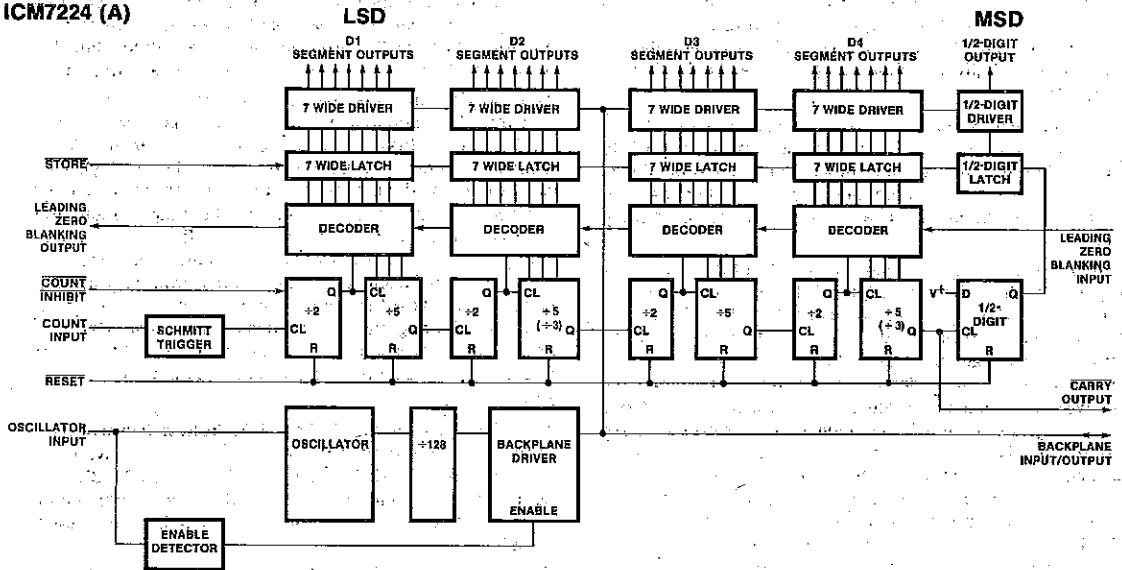 ICM7224 (A)
LSD
MSD
D1
SEGMENT OUTPUTS
D2
SEGMENT OUTPUTS
D3
SEGMENT OUTPUTS
D4
SEGMENT OUTPUTS
1/2-DIGIT
OUTPUT
7 WIDE DRIVER
7 WIDE DRIVER
7 WIDE DRIVER
7 WIDE DRIVER
1/2-DIGIT
DRIVER
STORE
7 WIDE LATCH
7 WIDE LATCH
7 WIDE LATCH
7 WIDE LATCH
1/2-DIGIT
LATCH
LEADING
ZERO
BLANKING
OUTPUT
DECODER
DECODER
DECODER
DECODER
LEADING
ZERO
BLANKING
INPUT
COUNT
INHIBIT
COUNT
INPUT
SCHMITT
TRIGGER
Q
÷2
CL
R
CL
÷5
Q
R
Q
÷2
CL
R
CL
÷5
(÷3)
Q
R
Q
÷2
CL
R
CL
÷5
Q
R
Q
÷2
CL
R
CL
÷5
(÷3)
Q
R
V+
D
Q
1/2-
DIGIT
CL
R
RESET
CARRY
OUTPUT
OSCILLATOR
INPUT
OSCILLATOR
÷128
BACKPLANE
DRIVER
ENABLE
BACKPLANE
INPUT/OUTPUT
ENABLE
DETECTOR